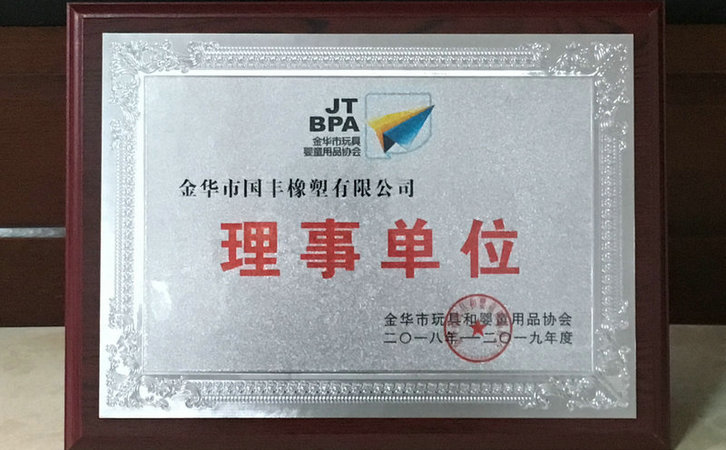 JT
BPA
金华市玩具
婴童用品协会
金华市国丰橡塑有限公司
理事单位
金华市玩具和婴童用品协会
二〇一八年一二〇一九年度